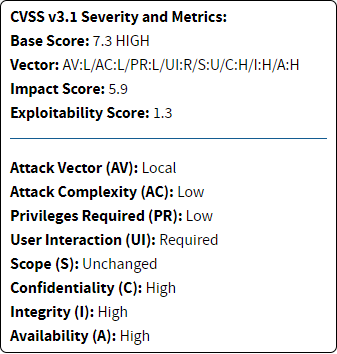 CVSS v3.1 Severity and Metrics:
Base Score: 7.3 HIGH
Vector: AV:L/AC:L/PR:L/UI:R/S:U/C:H/I:H/A:H
Impact Score: 5.9
Exploitability Score: 1.3
Attack Vector (AV): Local
Attack Complexity (AC): Low
Privileges Required (PR): Low
User Interaction (UI): Required
Scope (S): Unchanged
Confidentiality (C): High
Integrity (I): High
Availability (A): High